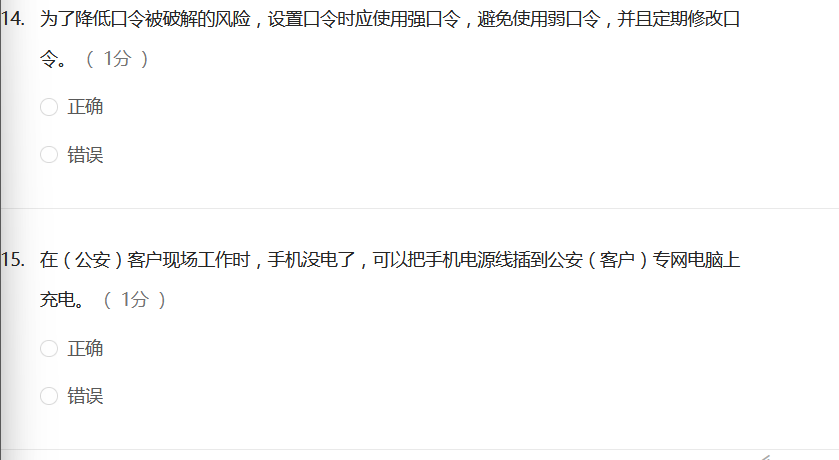 14. 为了降低口令被破解的风险，设置口令时应使用强口令，避免使用弱口令，并且定期修改口
令。（ 1分 ）
正确
错误
15. 在（公安）客户现场工作时，手机没电了，可以把手机电源线插到公安（客户）专网电脑上
充电。（ 1分 ）
正确
错误